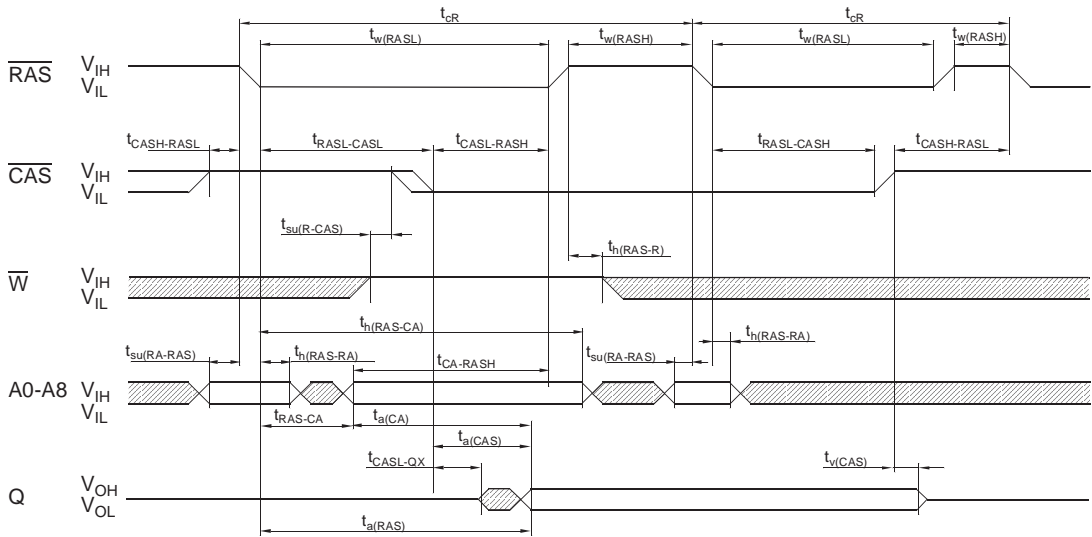 tcR tcR
tw(RASL) tw(RASH) tw(RASL) tw(RASH)
RAS VIH
VIL
tCASH-RASL tRASL-CASL tCASL-RASH tRASL-CASH tCASH-RASL
CAS VIH
VIL
tsu(R-CAS) th(RAS-R)
W VIH
VIL
th(RAS-CA)
tsu(RA-RAS) th(RAS-RA) tCA-RASH tsu(RA-RAS) th(RAS-RA)
A0-A8 VIH
VIL
tRAS-CA ta(CA)
ta(CAS)
tCASL-QX tv(CAS)
Q VOH
VOL
ta(RAS)